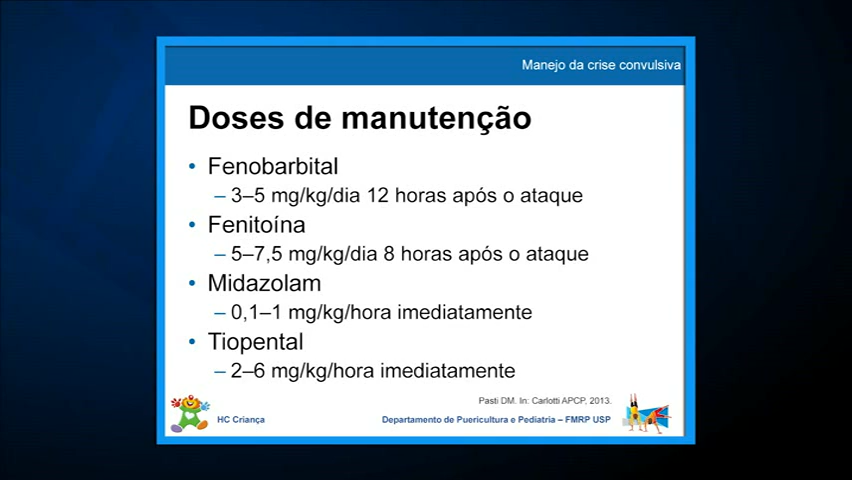 Manejo da crise convulsiva
Doses de manutenção
• Fenobarbital
– 3–5 mg/kg/dia 12 horas após o ataque
• Fenitoína
– 5–7,5 mg/kg/dia 8 horas após o ataque
• Midazolam
– 0,1–1 mg/kg/hora imediatamente
• Tiopental
– 2–6 mg/kg/hora imediatamente
Pasti DM. In: Carlotti APCP, 2013.
HC Criança
Departamento de Puericultura e Pediatria – FMRP USP